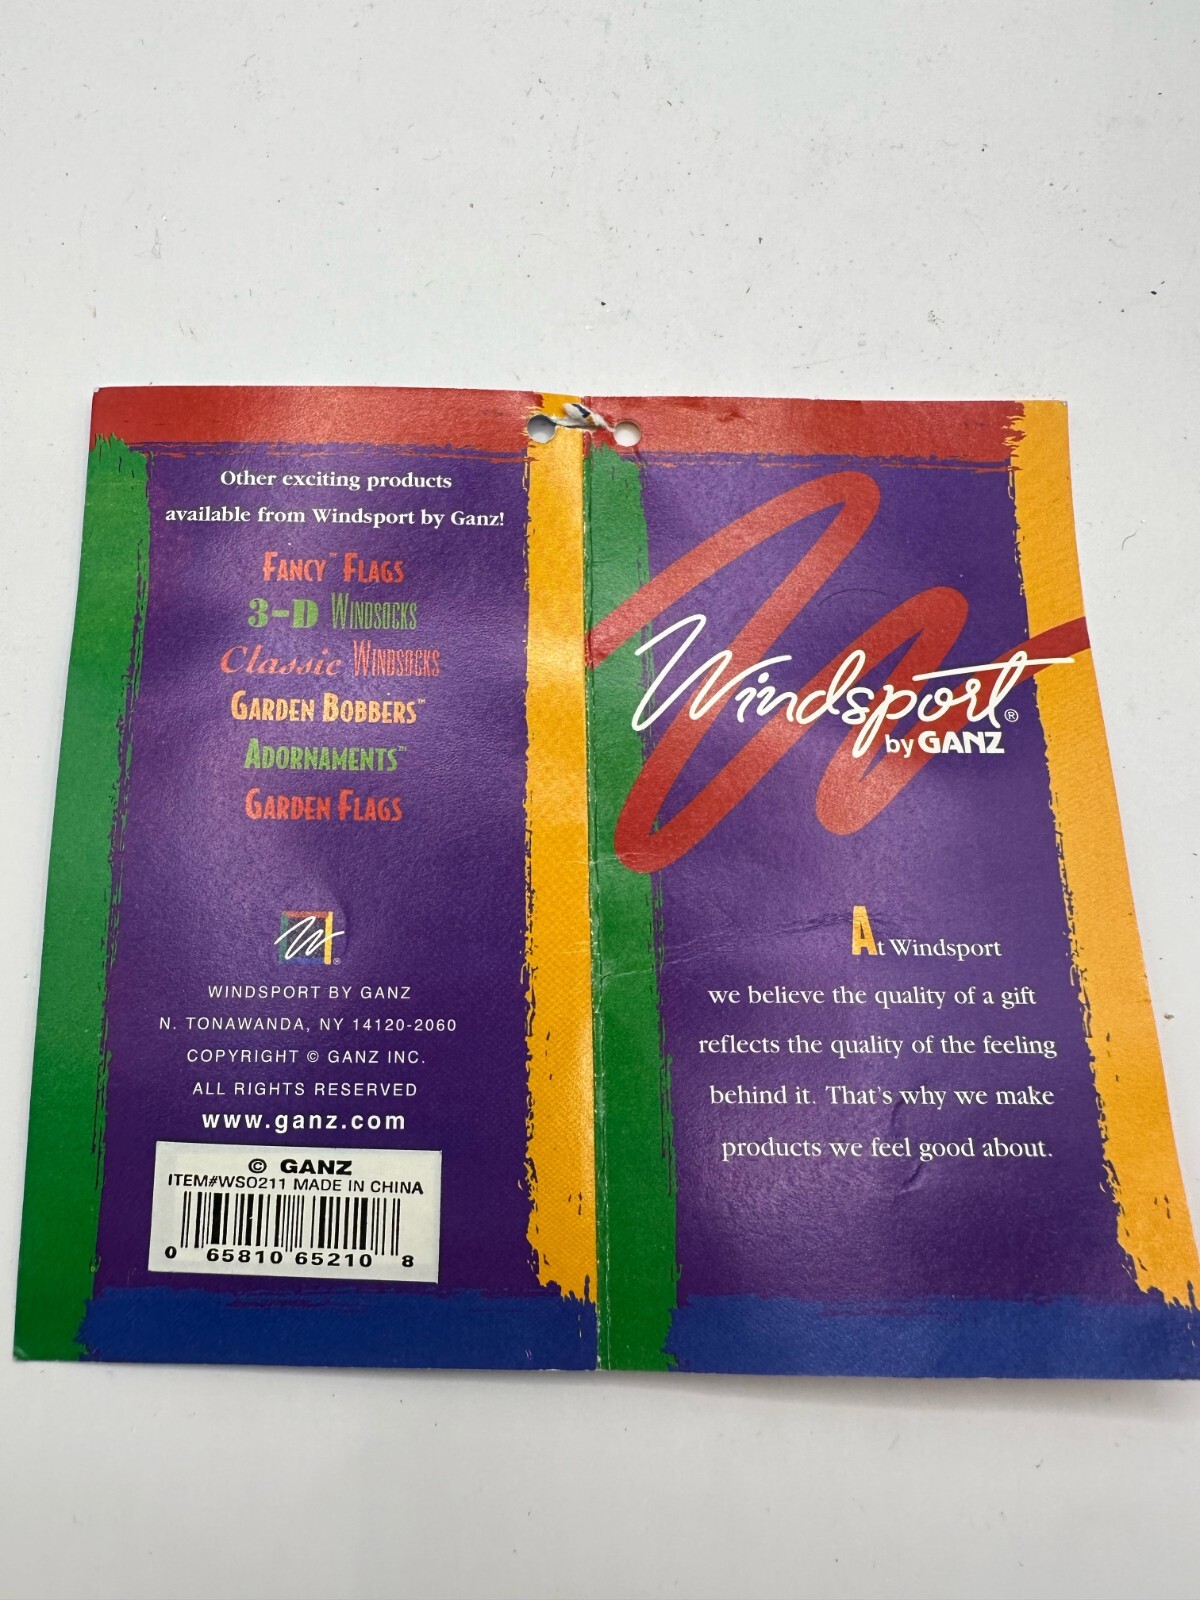 Other exciting products
available from Windsport by Ganz!
FANCY™ FLAGS
3-D WINDSOCKS
Classic WINDSOCKS
GARDEN BOBBERS™
ADORNAMENTS™
GARDEN FLAGS
W®
WINDSPORT BY GANZ
N. TONAWANDA, NY 14120-2060
COPYRIGHT © GANZ INC.
ALL RIGHTS RESERVED
www.ganz.com
© GANZ
ITEM#WSO211 MADE IN CHINA
0 65810 65210 8
Windsport®
by GANZ
At Windsport
we believe the quality of a gift
reflects the quality of the feeling
behind it. That's why we make
products we feel good about.